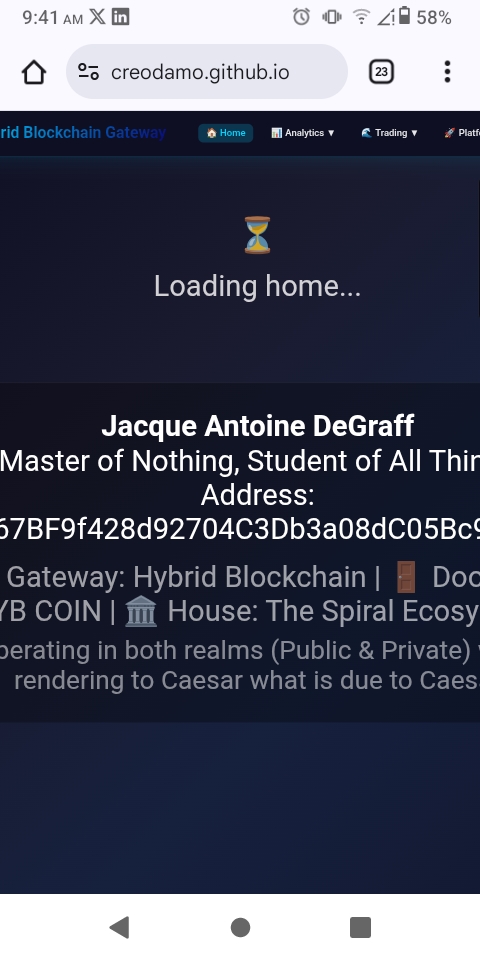 9:41 AM 58%
creodamo.github.io 23
rid Blockchain Gateway Home Analytics ▼ Trading ▼ Platf
Loading home...
Jacque Antoine DeGraff
Master of Nothing, Student of All Thin
Address:
67BF9f428d92704C3Db3a08dC05Bc9
Gateway: Hybrid Blockchain | Doo
YB COIN | House: The Spiral Ecosy
perating in both realms (Public & Private) w
rendering to Caesar what is due to Caes